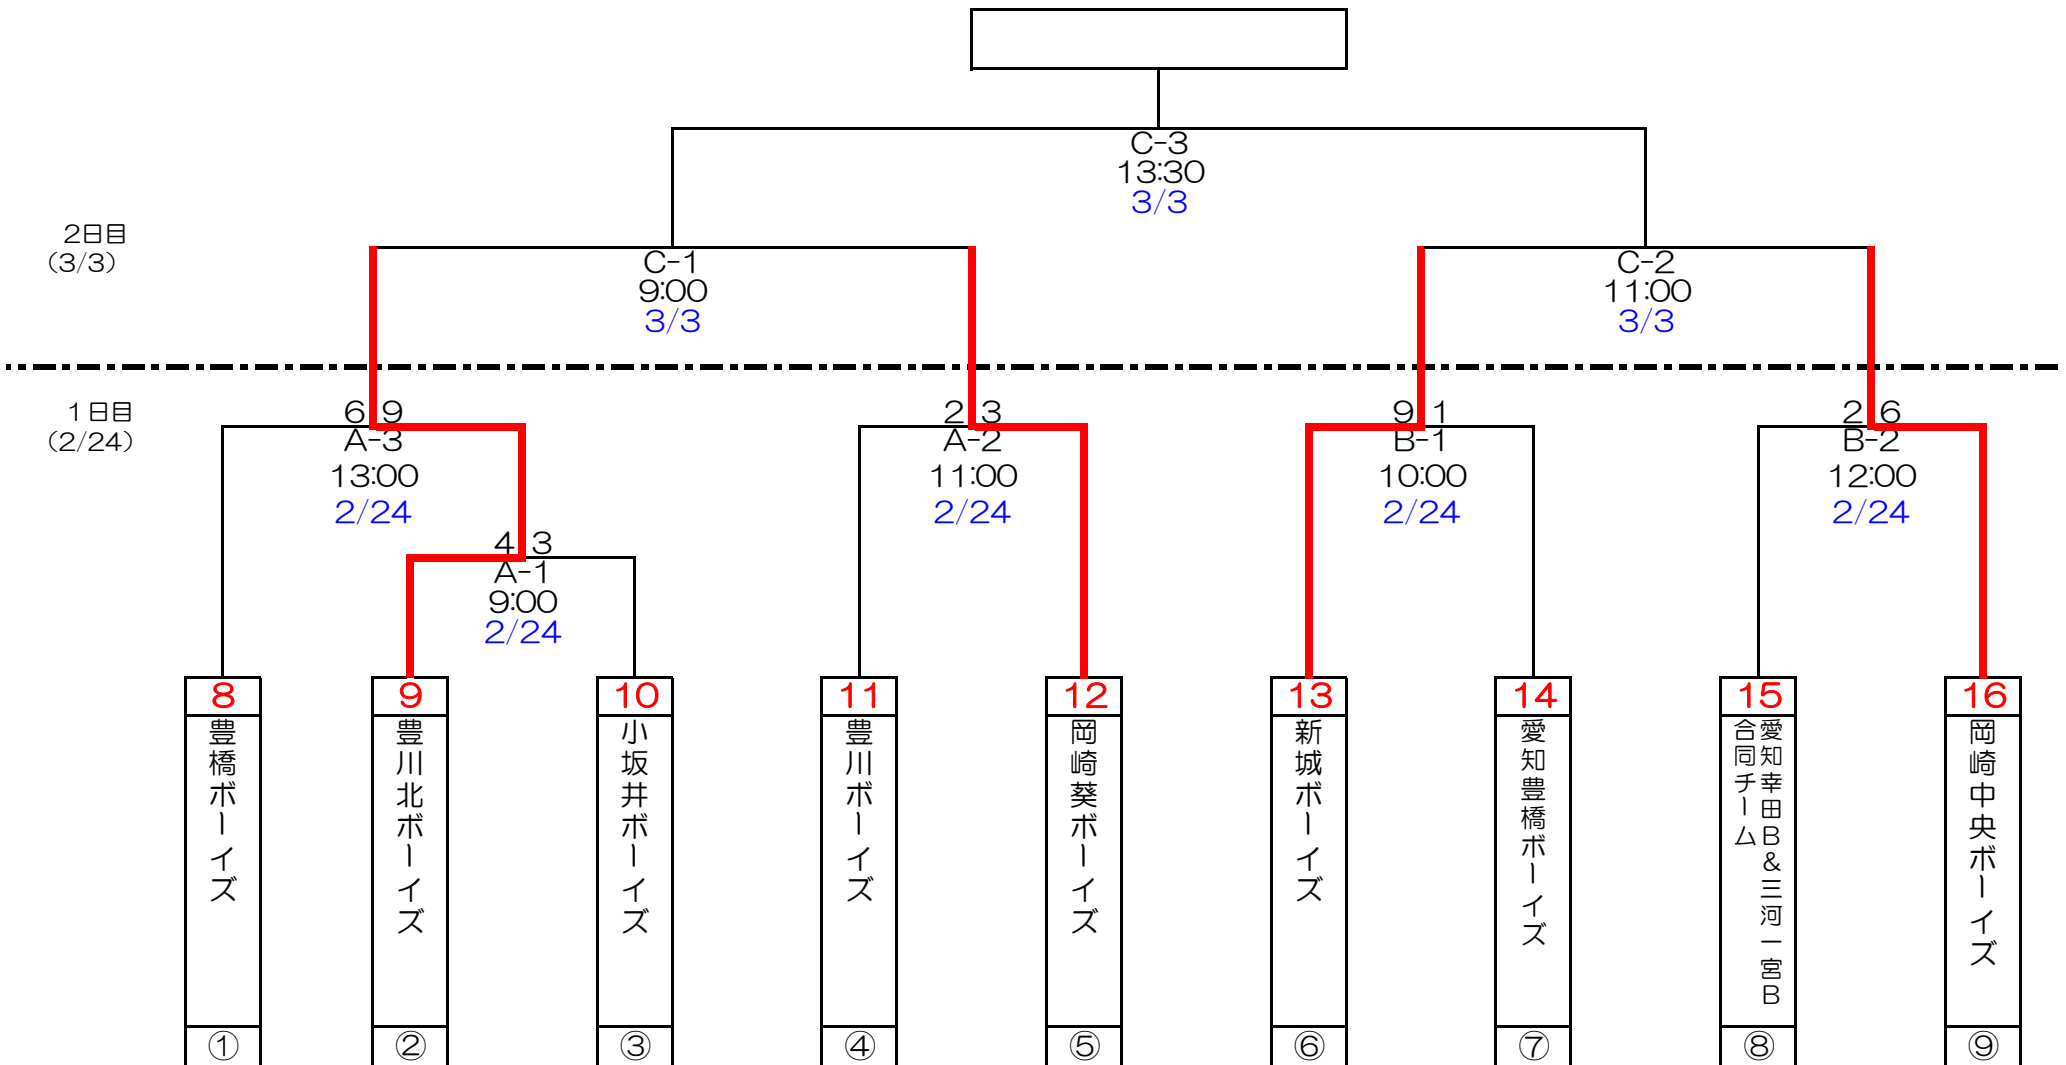 C-3
13:30
3/3
2日目
(3/3)
C-1
9:00
3/3
C-2
11:00
3/3
1日目
(2/24)
6 9
A-3
13:00
2/24
2 3
A-2
11:00
2/24
9 1
B-1
10:00
2/24
2 6
B-2
12:00
2/24
4 3
A-1
9:00
2/24
8
豊橋ボーイズ
①
9
豊川北ボーイズ
②
10
小坂井ボーイズ
③
11
豊川ボーイズ
④
12
岡崎葵ボーイズ
⑤
13
新城ボーイズ
⑥
14
愛知豊橋ボーイズ
⑦
15
愛知幸田B&三河一宮B
合同チーム
⑧
16
岡崎中央ボーイズ
⑨